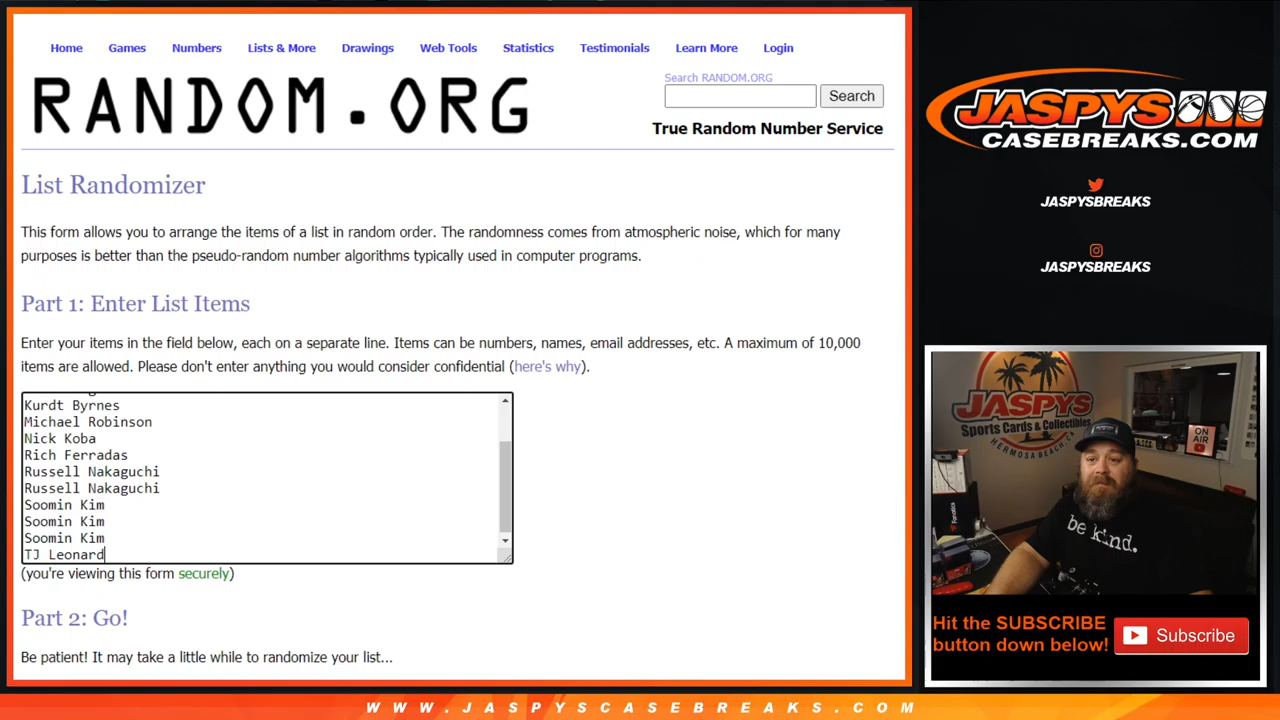 Home Games Numbers Lists & More Drawings Web Tools Statistics Testimonials Learn More Login
RANDOM.ORG
Search RANDOM.ORG
Search
True Random Number Service
List Randomizer
This form allows you to arrange the items of a list in random order. The randomness comes from atmospheric noise, which for many
purposes is better than the pseudo-random number algorithms typically used in computer programs.
Part 1: Enter List Items
Enter your items in the field below, each on a separate line. Items can be numbers, names, email addresses, etc. A maximum of 10,000
items are allowed. Please don't enter anything you would consider confidential (here's why).
Kurdt Byrnes
Michael Robinson
Nick Koba
Rich Ferradas
Russell Nakaguchi
Russell Nakaguchi
Soomin Kim
Soomin Kim
Soomin Kim
TJ Leonard
(you're viewing this form securely)
Part 2: Go!
Be patient! It may take a little while to randomize your list...
JASPYS
CASEBREAKS.COM
JASPYSBREAKS
JASPYSBREAKS
JASPYS
Sports Cards & Collectibles
HERMOSA BEACH, CA
ON
AIR
Fanatics
be kind.
Hit the SUBSCRIBE
button down below!
Subscribe
WWW.JASPYSCASEBREAKS.COM